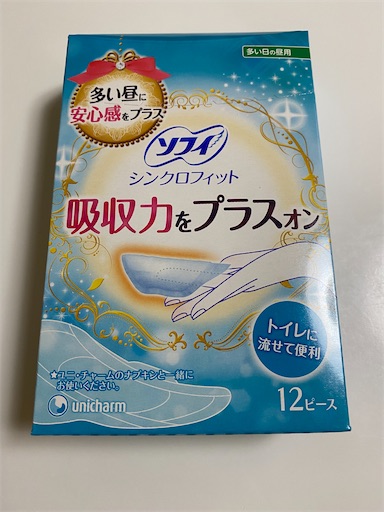 多い日の昼用
多い昼に
安心感をプラス
ソフィ
シンクロフィット
吸収力をプラスオン
トイレに
流せて便利
★ユニ・チャームのナプキンと一緒に
お使いください。
unicharm
12ピース